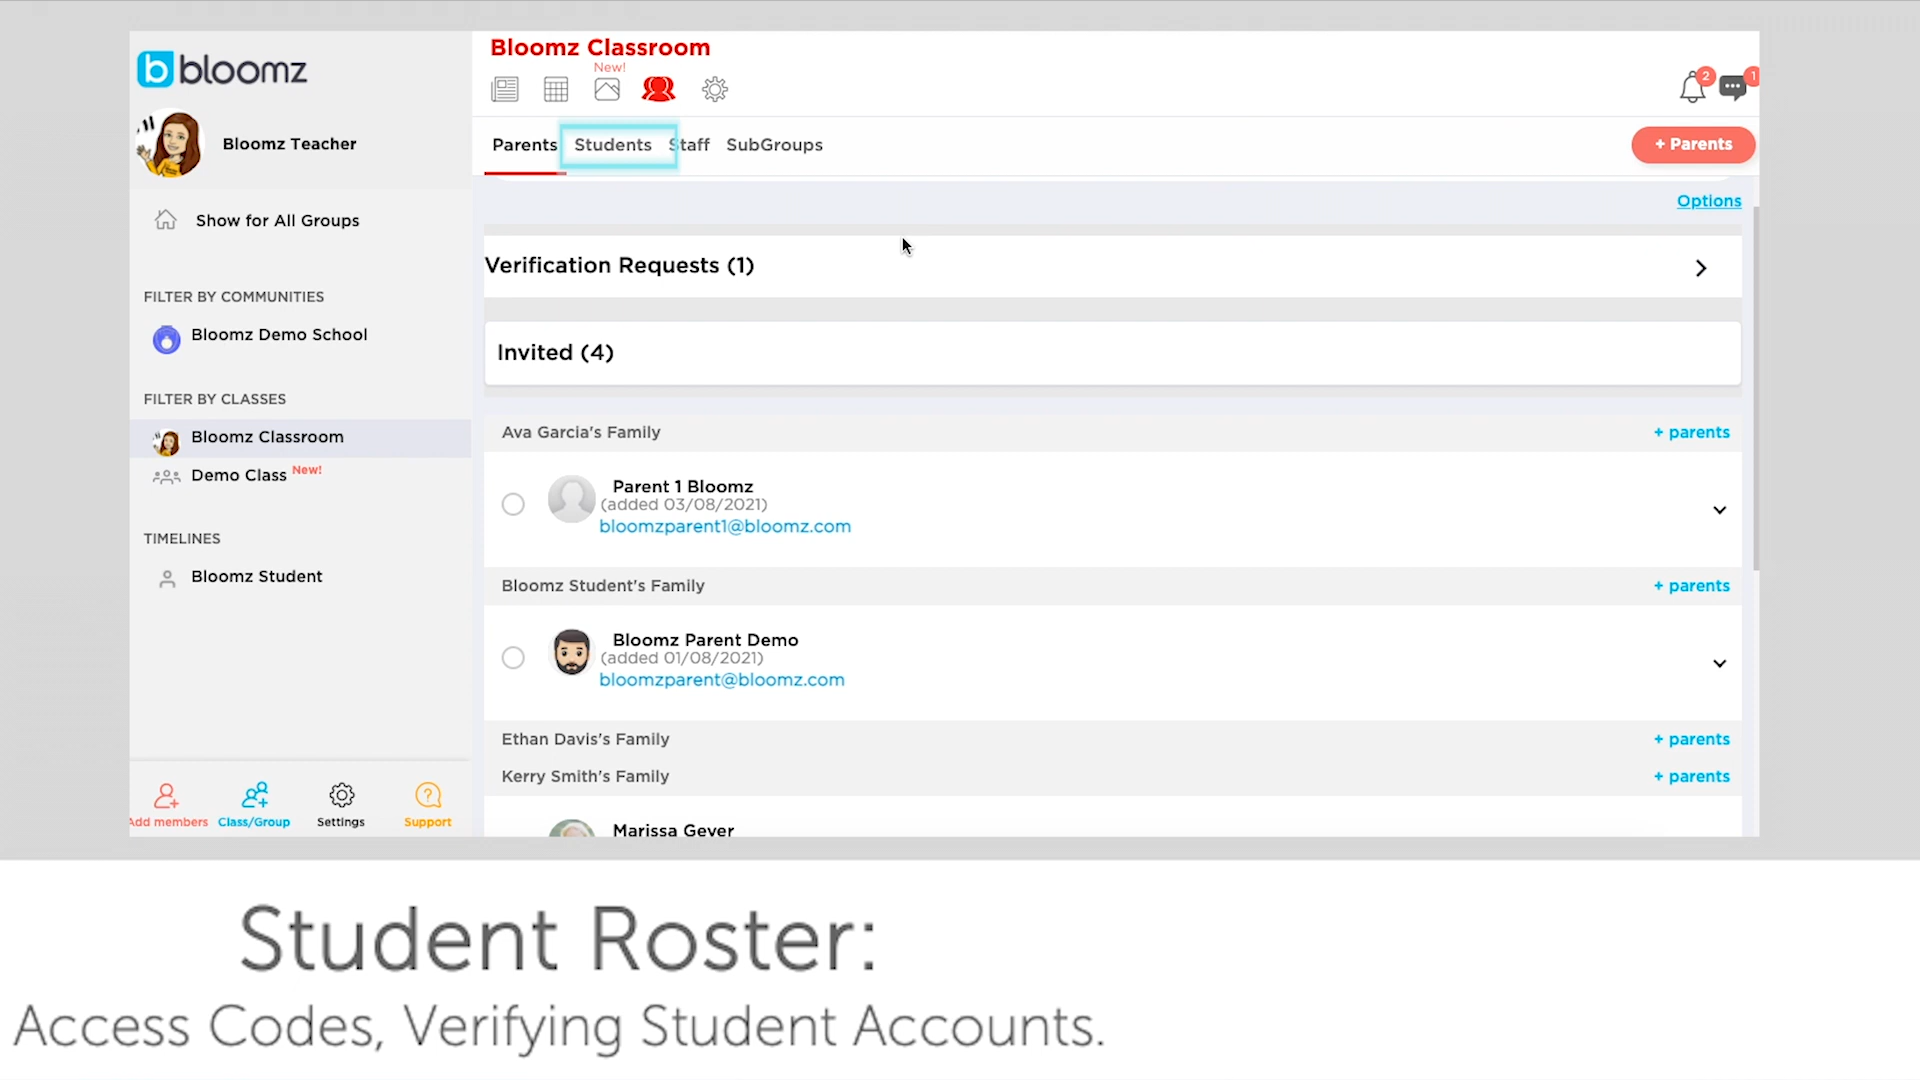 bloomz
Bloomz Teacher
Show for All Groups
FILTER BY COMMUNITIES
Bloomz Demo School
FILTER BY CLASSES
Bloomz Classroom
Demo Class New!
TIMELINES
Bloomz Student
Add members
Class/Group
Settings
Support
Bloomz Classroom
New!
2
1
Parents Students Staff SubGroups
+ Parents
Options
Verification Requests (1)
Invited (4)
Ava Garcia's Family + parents
Parent 1 Bloomz
(added 03/08/2021)
bloomzparent1@bloomz.com
Bloomz Student's Family + parents
Bloomz Parent Demo
(added 01/08/2021)
bloomzparent@bloomz.com
Ethan Davis's Family + parents
Kerry Smith's Family + parents
Marissa Geyer
Student Roster:
Access Codes, Verifying Student Accounts.